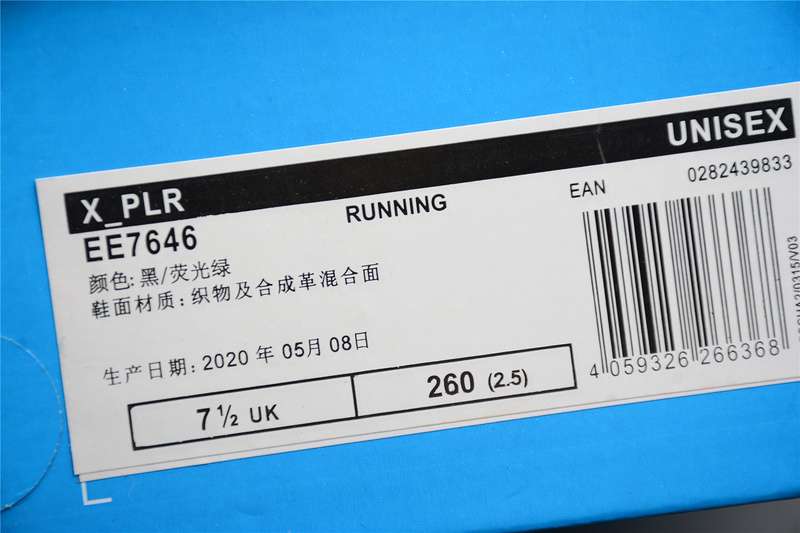 UNISEX
X_PLR
RUNNING
EAN
0282439833
EE7646
颜色: 黑/荧光绿
鞋面材质: 织物及合成革混合面
生产日期: 2020 年 05月 08日
7 ½ UK
260 (2.5)
4 059326 266368